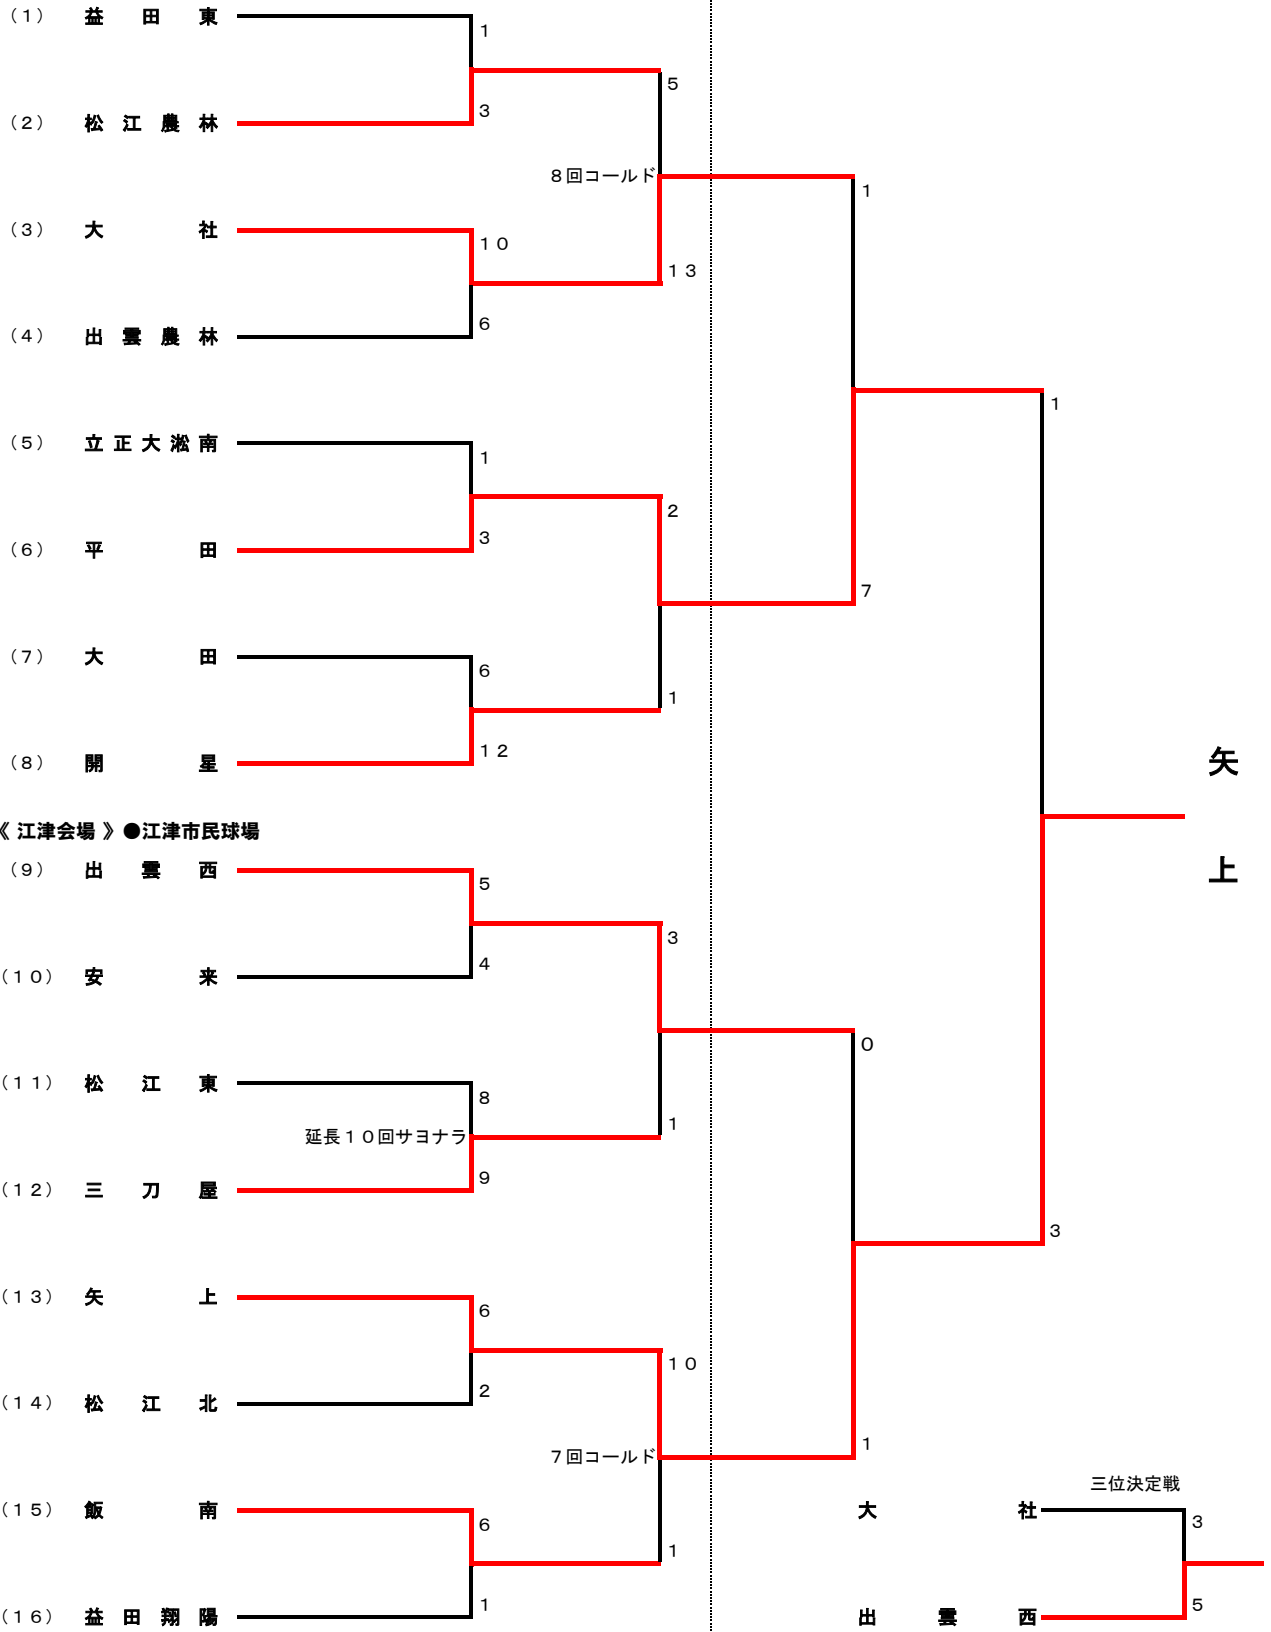 （１） 益田東
1
5
（２） 松江農林
3
８回コールド
1
（３） 大社
１０
１３
（４） 出雲農林
6
1
（５） 立正大淞南
1
2
（６） 平田
3
7
（７） 大田
6
1
（８） 開星
１２
矢上
《 江津会場 》●江津市民球場
（９） 出雲西
5
3
（１０） 安来
4
0
（１１） 松江東
8
1
延長１０回サヨナラ
（１２） 三刀屋
9
3
（１３） 矢上
6
１０
（１４） 松江北
2
７回コールド
1
三位決定戦
（１５） 飯南
6
1
大社
3
（１６） 益田翔陽
1
出雲西
5